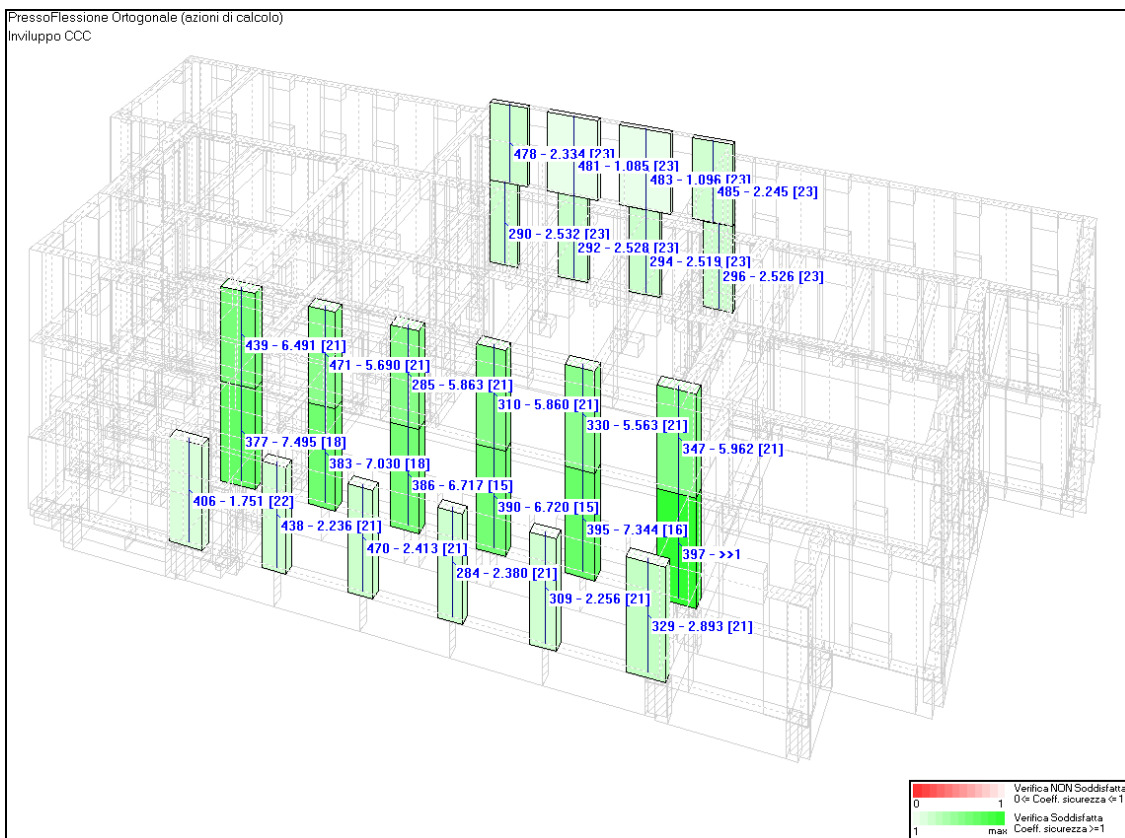 PressoFlessione Ortogonale (azioni di calcolo)
Inviluppo CCC
478 - 2.334 [23]
481 - 1.085 [23]
483 - 1.096 [23]
485 - 2.245 [23]
290 - 2.532 [23]
292 - 2.528 [23]
294 - 2.519 [23]
296 - 2.526 [23]
439 - 6.491 [21]
471 - 5.690 [21]
285 - 5.863 [21]
310 - 5.860 [21]
330 - 5.563 [21]
347 - 5.962 [21]
377 - 7.495 [18]
383 - 7.030 [18]
386 - 6.717 [15]
390 - 6.720 [15]
395 - 7.344 [16]
397 - >>1
406 - 1.751 [22]
438 - 2.236 [21]
470 - 2.413 [21]
284 - 2.380 [21]
309 - 2.256 [21]
329 - 2.893 [21]
Verifica NON Soddisfatta
0 <= Coeff. sicurezza <=1
0 1
Verifica Soddisfatta
Coeff. sicurezza >=1
1 max